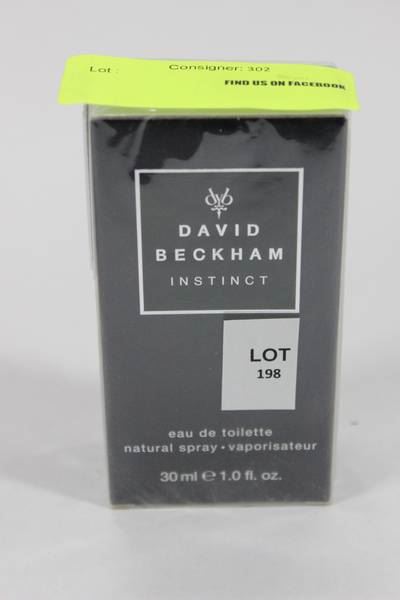 Lot : Consigner: 302
FIND US ON FACEBOOK
DAVID
BECKHAM
INSTINCT
LOT
198
eau de toilette
natural spray • vaporisateur
30 ml ℮ 1.0 fl. oz.